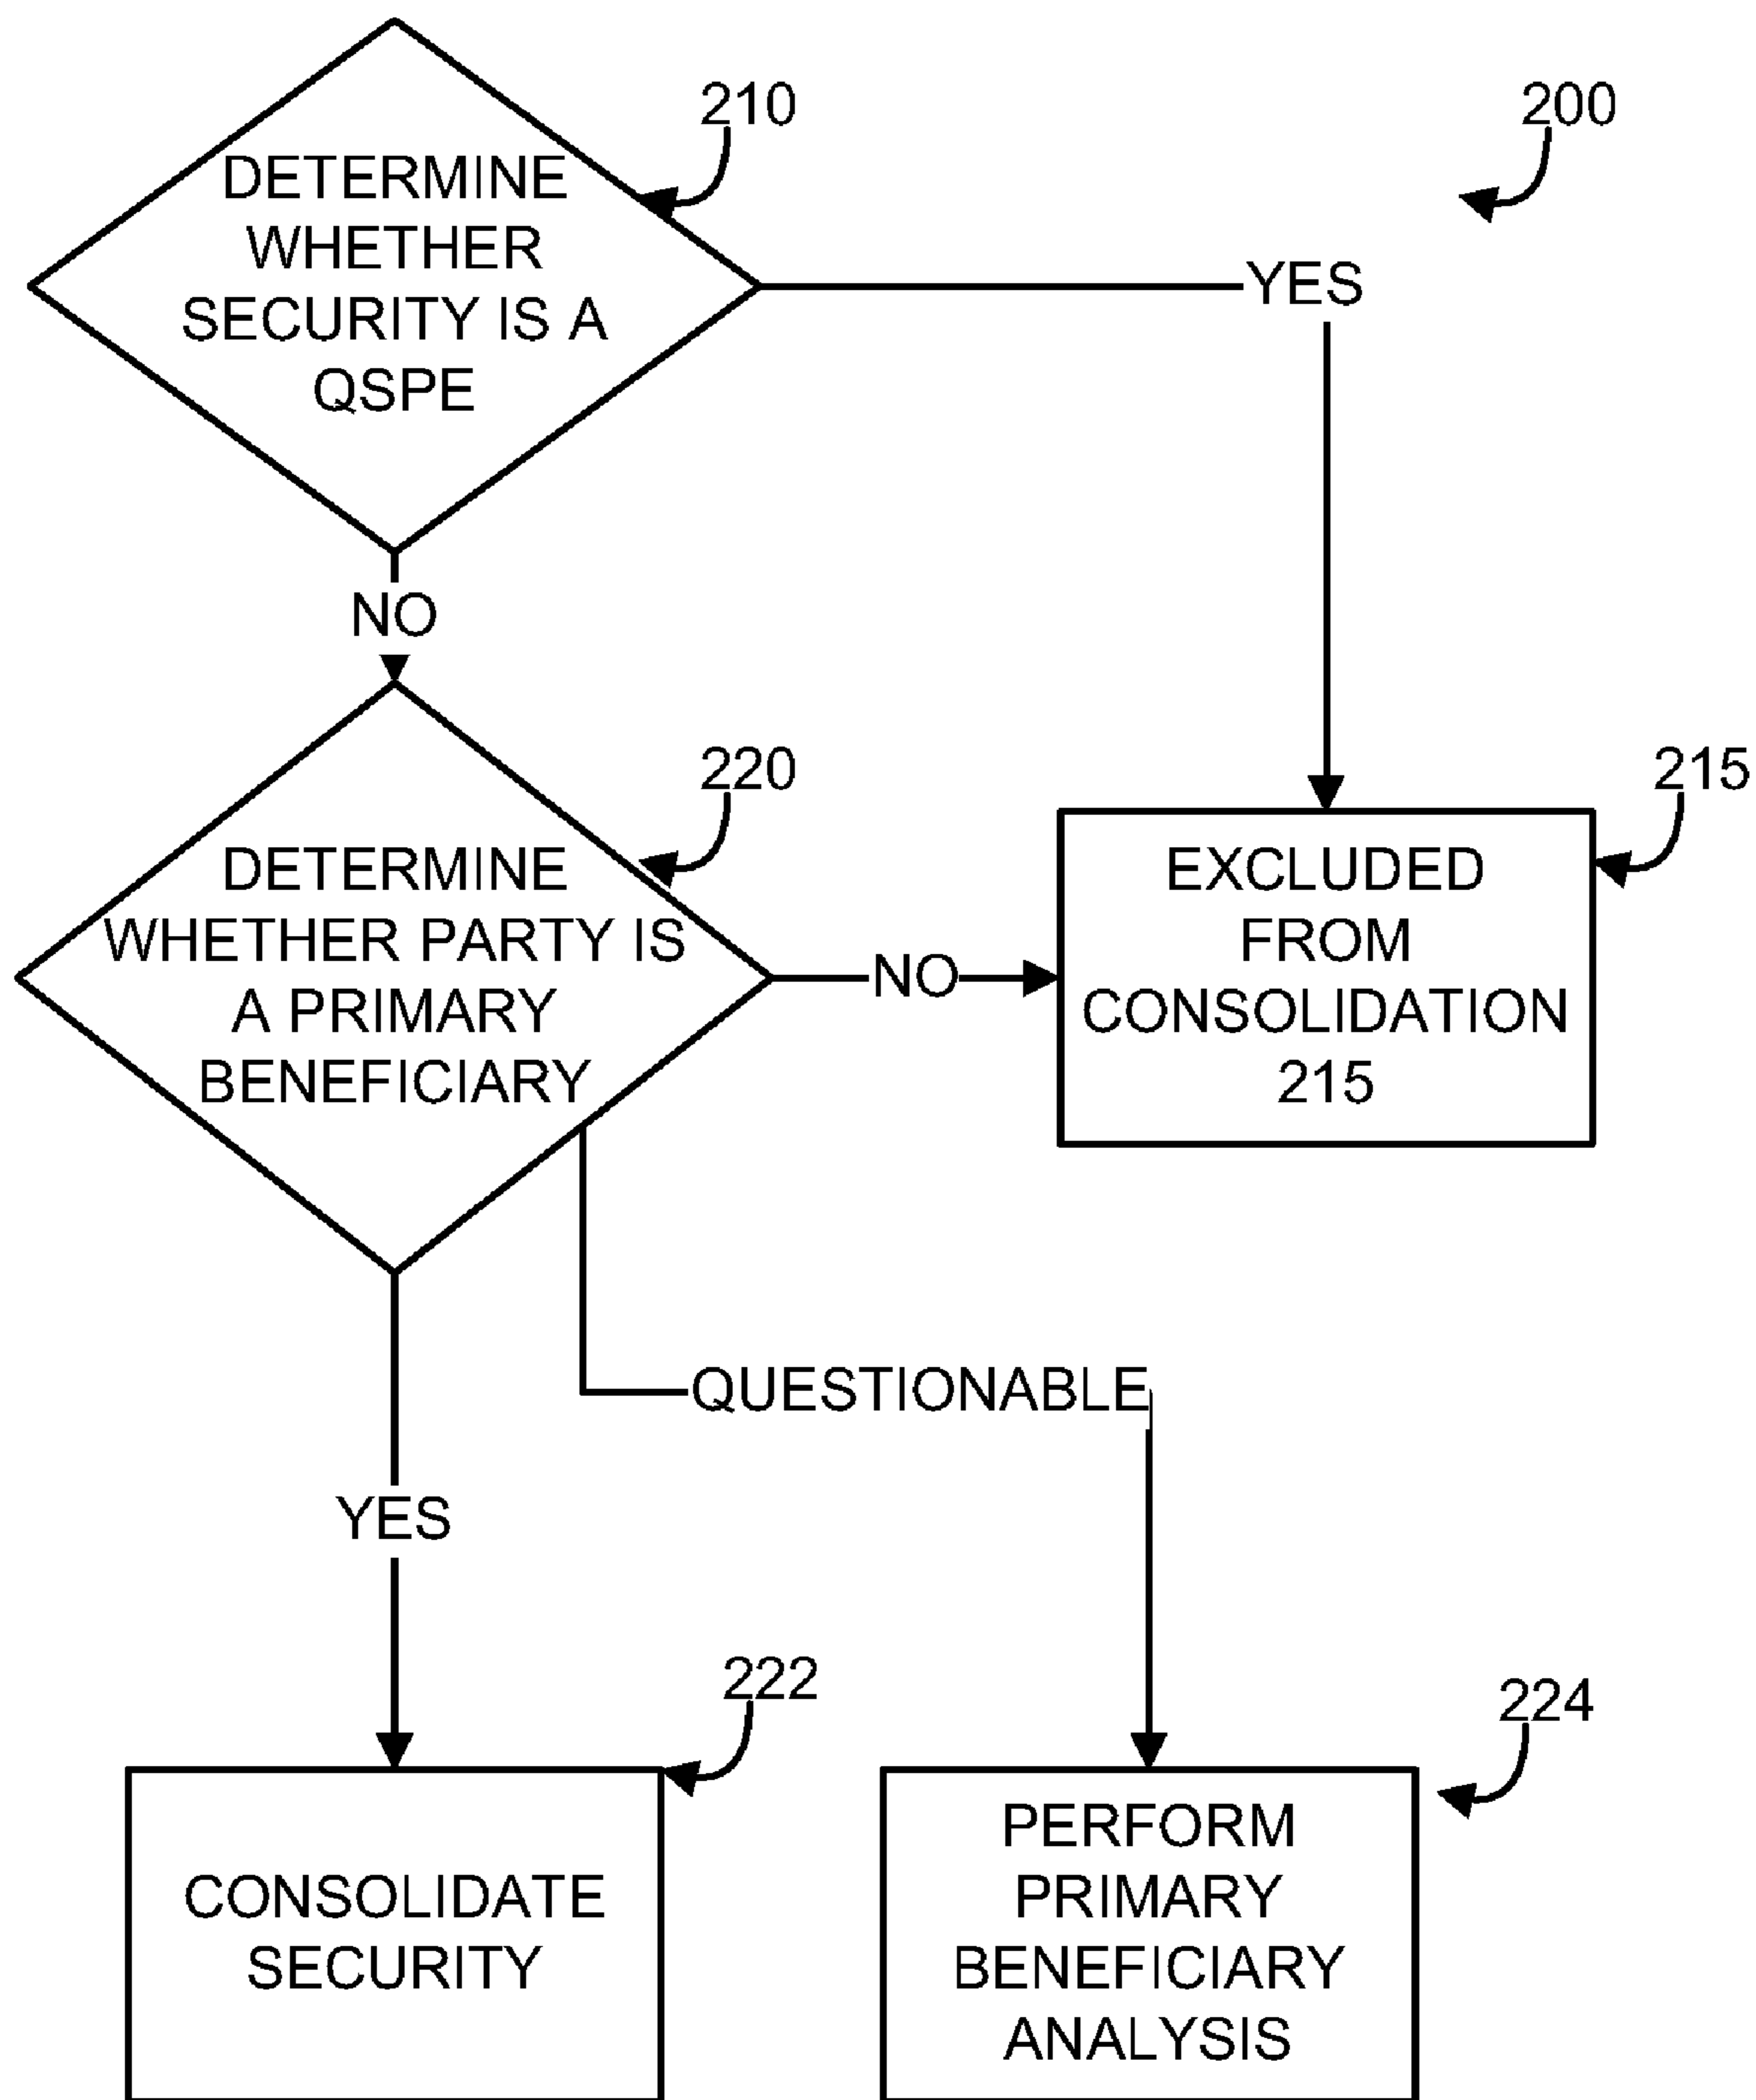 210
200
DETERMINE
WHETHER
SECURITY IS A
QSPE
YES
NO
220
215
DETERMINE
WHETHER PARTY IS
A PRIMARY
BENEFICIARY
NO
EXCLUDED
FROM
CONSOLIDATION
215
QUESTIONABLE
YES
222
224
CONSOLIDATE
SECURITY
PERFORM
PRIMARY
BENEFICIARY
ANALYSIS